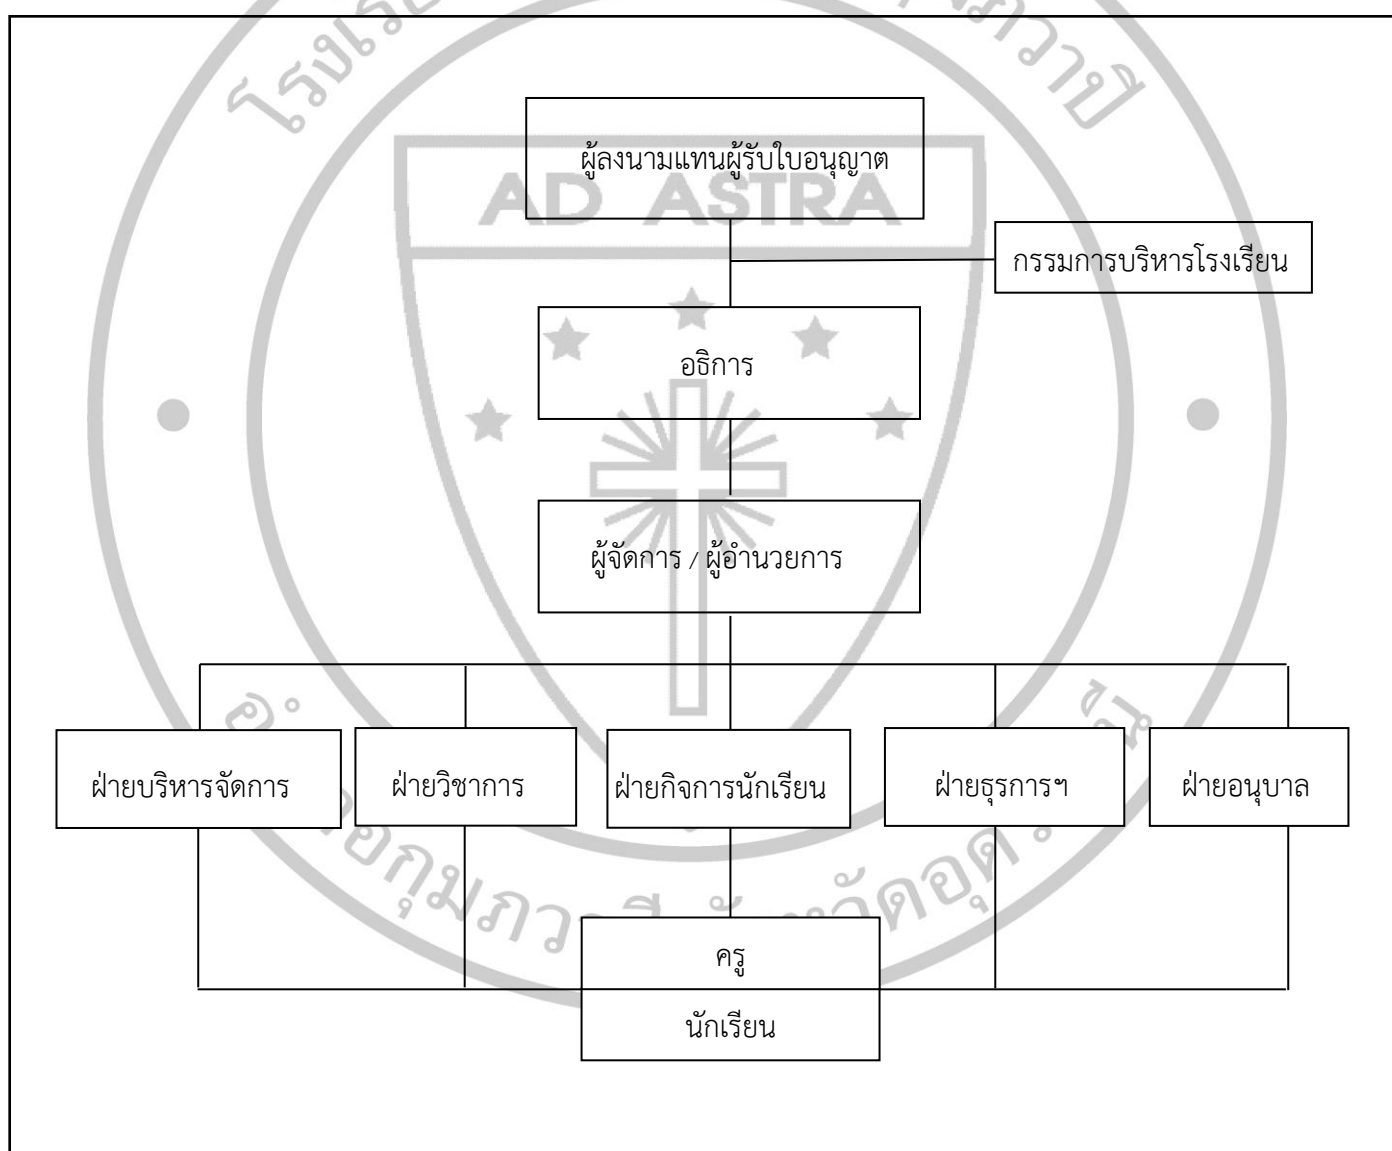 AD ASTRA
ผู้ลงนามแทนผู้รับใบอนุญาต
กรรมการบริหารโรงเรียน
อธิการ
ผู้จัดการ / ผู้อำนวยการ
ฝ่ายบริหารจัดการ
ฝ่ายวิชาการ
ฝ่ายกิจการนักเรียน
ฝ่ายธุรการฯ
ฝ่ายอนุบาล
ครู
นักเรียน